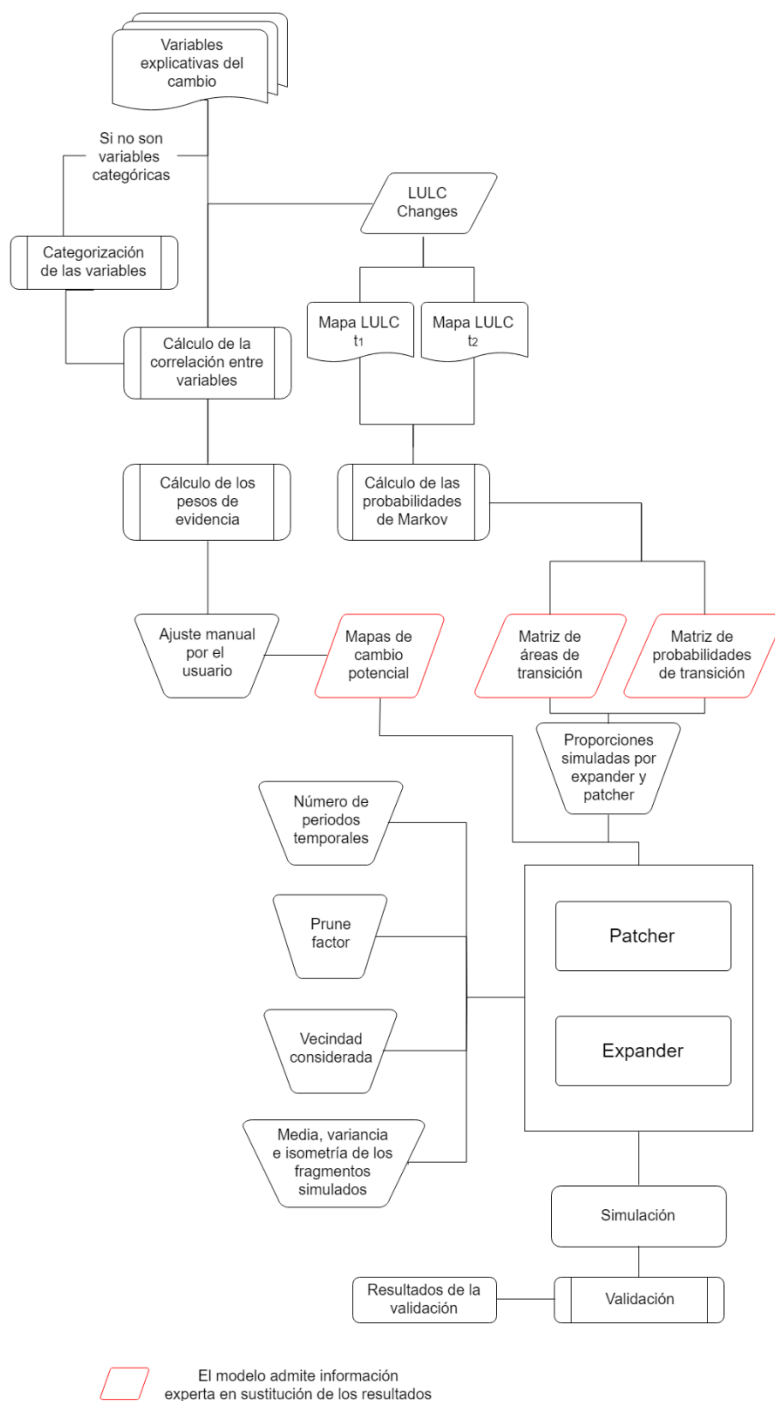 Variables
explicativas del
cambio
Si no son
variables
categóricas
LULC
Changes
Categorización
de las variables
Mapa LULC
t1
Mapa LULC
t2
Cálculo de la
correlación entre
variables
Cálculo de los
pesos de
evidencia
Cálculo de las
probabilidades
de Markov
Ajuste manual
por el
usuario
Mapas de
cambio
potencial
Matriz de
áreas de
transición
Matriz de
probabilidades
de transición
Proporciones
simuladas por
expander y
patcher
Número de
periodos
temporales
Prune
factor
Vecindad
considerada
Media, variancia
e isometría de los
fragmentos
simulados
Patcher
Expander
Simulación
Resultados de la
validación
Validación
El modelo admite información
experta en sustitución de los resultados